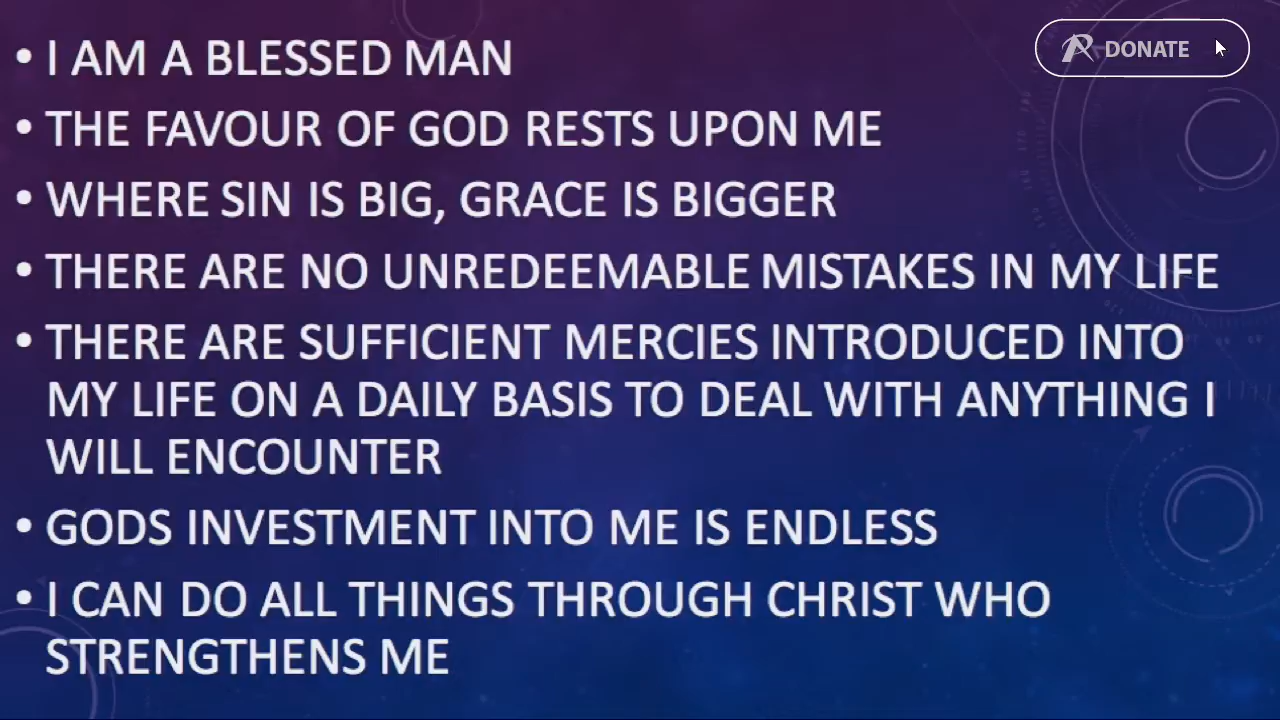 • I AM A BLESSED MAN
DONATE
• THE FAVOUR OF GOD RESTS UPON ME
• WHERE SIN IS BIG, GRACE IS BIGGER
• THERE ARE NO UNREDEEMABLE MISTAKES IN MY LIFE
• THERE ARE SUFFICIENT MERCIES INTRODUCED INTO
MY LIFE ON A DAILY BASIS TO DEAL WITH ANYTHING I
WILL ENCOUNTER
• GODS INVESTMENT INTO ME IS ENDLESS
• I CAN DO ALL THINGS THROUGH CHRIST WHO
STRENGTHENS ME